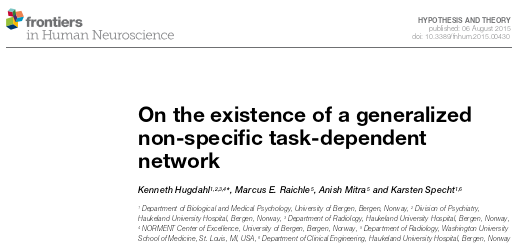 frontiers
in Human Neuroscience
HYPOTHESIS AND THEORY
published: 06 August 2015
doi: 10.3389/fnhum.2015.00430
On the existence of a generalized
non-specific task-dependent
network
Kenneth Hugdahl1,2,3,4*, Marcus E. Raichle5, Anish Mitra5 and Karsten Specht1,6
1 Department of Biological and Medical Psychology, University of Bergen, Bergen, Norway, 2 Division of Psychiatry,
Haukeland University Hospital, Bergen, Norway, 3 Department of Radiology, Haukeland University Hospital, Bergen, Norway,
4 NORMENT Center of Excellence, University of Bergen, Bergen, Norway, 5 Department of Radiology, Washington University
School of Medicine, St. Louis, MI, USA, 6 Department of Clinical Engineering, Haukeland University Hospital, Bergen, Norway